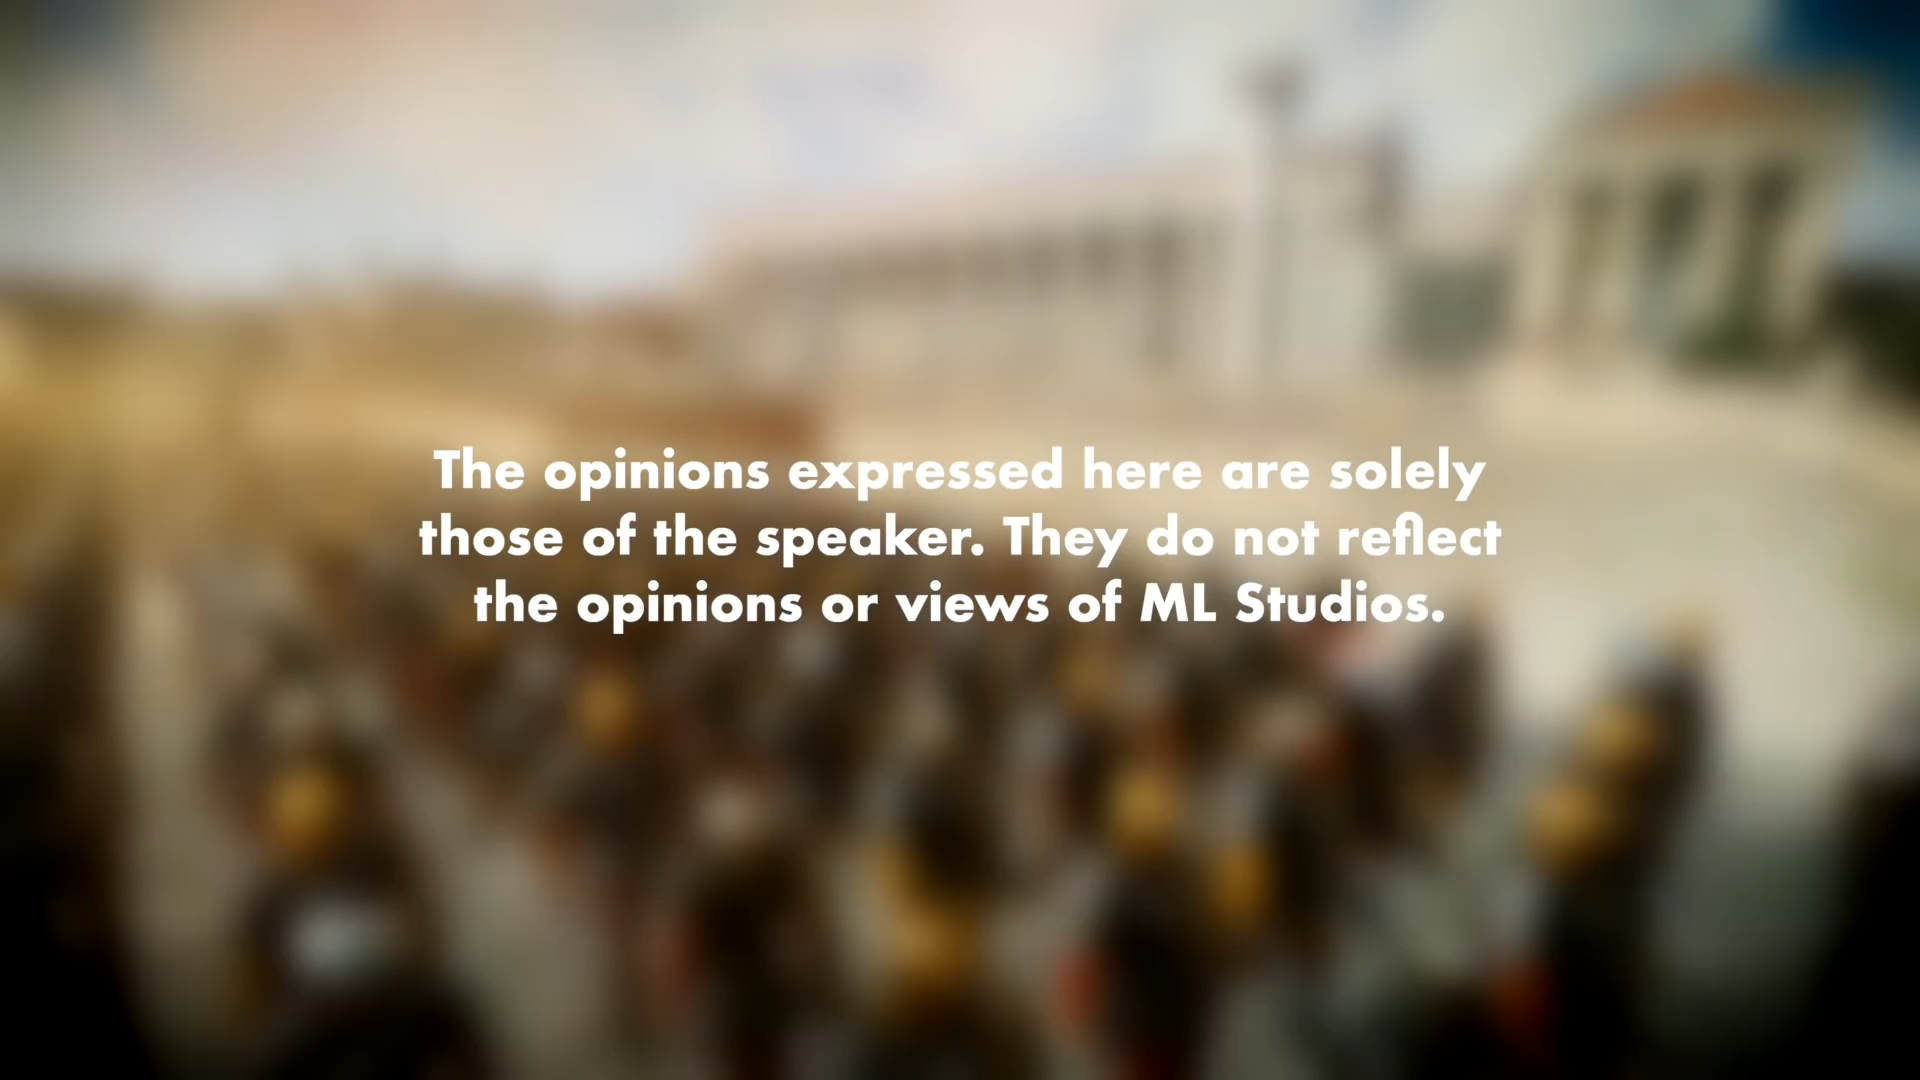 The opinions expressed here are solely
those of the speaker. They do not reflect
the opinions or views of ML Studios.